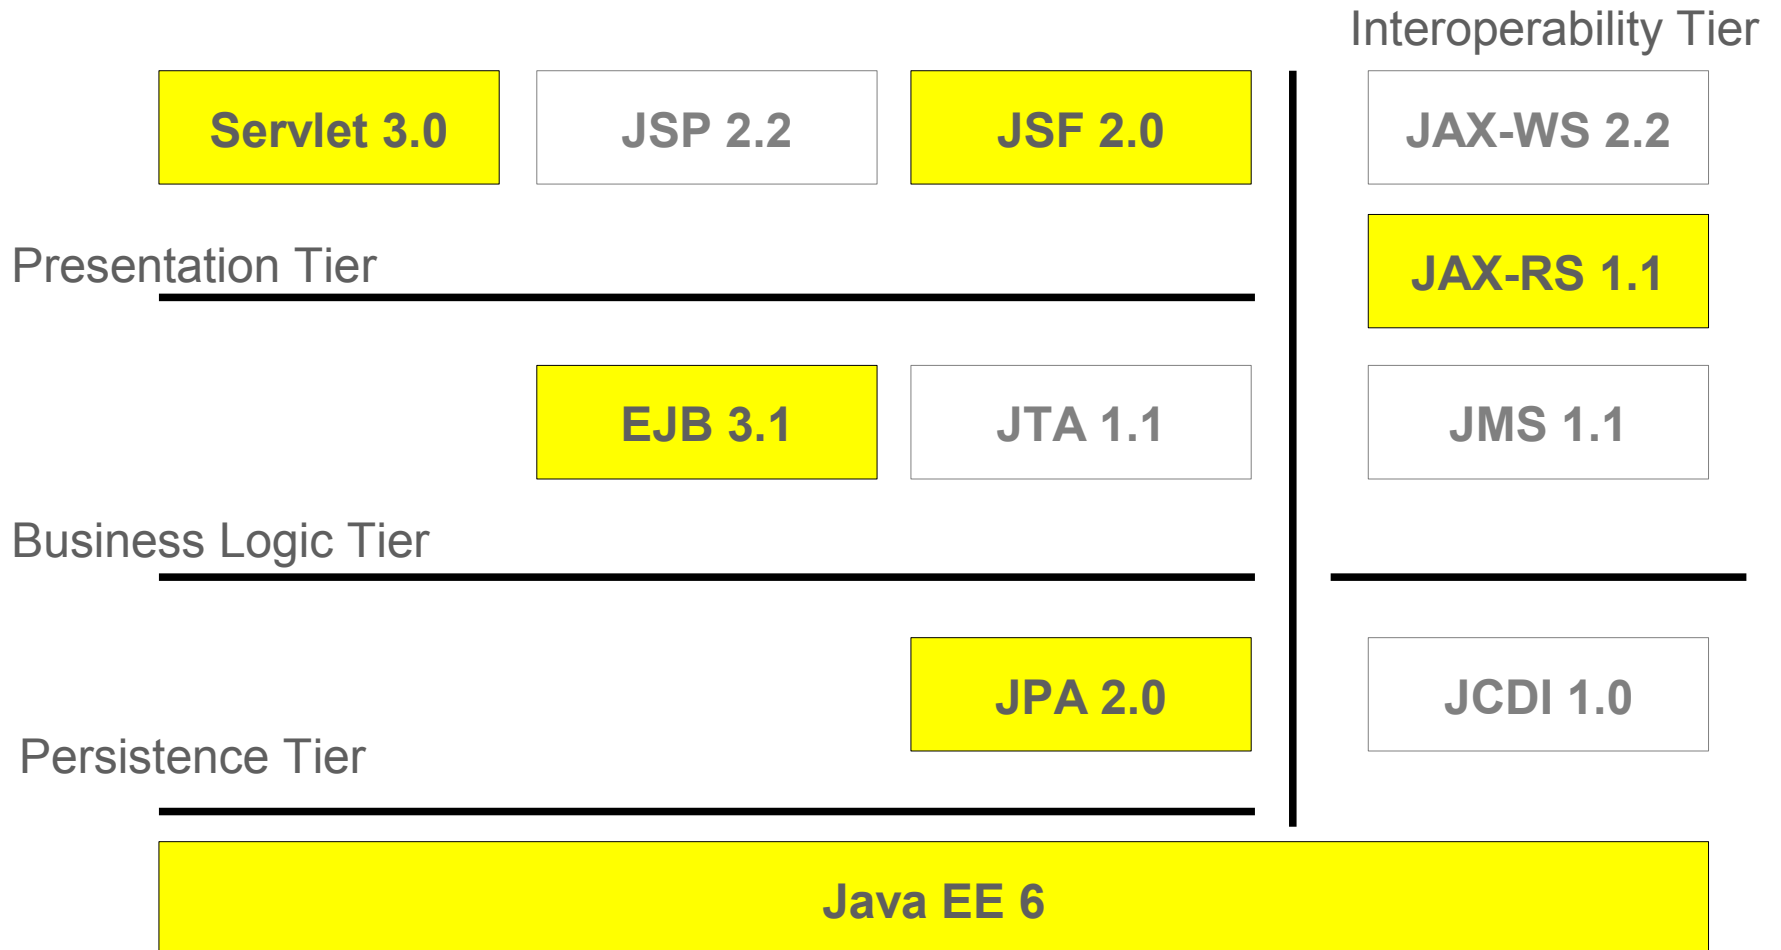 Interoperability Tier
Servlet 3.0
JSP 2.2
JSF 2.0
JAX-WS 2.2
Presentation Tier
JAX-RS 1.1
EJB 3.1
JTA 1.1
JMS 1.1
Business Logic Tier
JPA 2.0
JCDI 1.0
Persistence Tier
Java EE 6